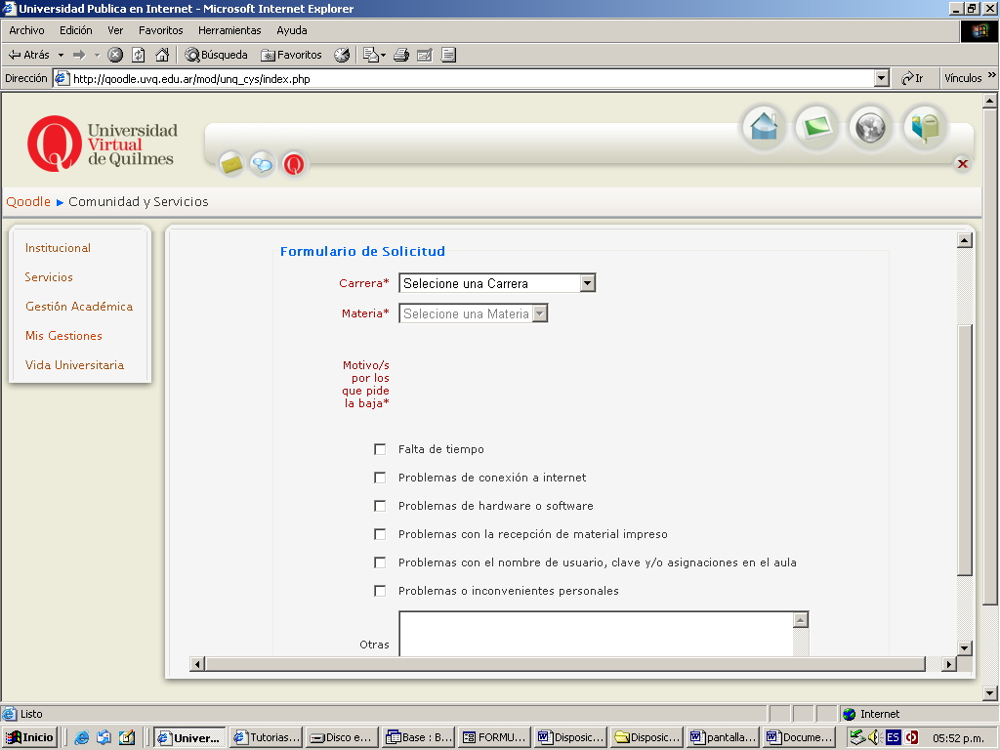 Universidad Publica en Internet - Microsoft Internet Explorer
Archivo Edición Ver Favoritos Herramientas Ayuda
Atrás Búsqueda Favoritos
Dirección http://qoodle.uvq.edu.ar/mod/unq_cys/index.php Ir Vínculos »
Universidad
Virtual
de Quilmes
Qoodle ► Comunidad y Servicios
Institucional
Servicios
Gestión Académica
Mis Gestiones
Vida Universitaria
Formulario de Solicitud
Carrera* Selecione una Carrera
Materia* Selecione una Materia
Motivo/s
por los
que pide
la baja*
Falta de tiempo
Problemas de conexión a internet
Problemas de hardware o software
Problemas con la recepción de material impreso
Problemas con el nombre de usuario, clave y/o asignaciones en el aula
Problemas o inconvenientes personales
Otras
Listo Internet
Inicio Univer... Tutorias... Disco e... Base : B... FORMU... Disposic... Disposic... pantalla... Docume... ES 05:52 p.m.